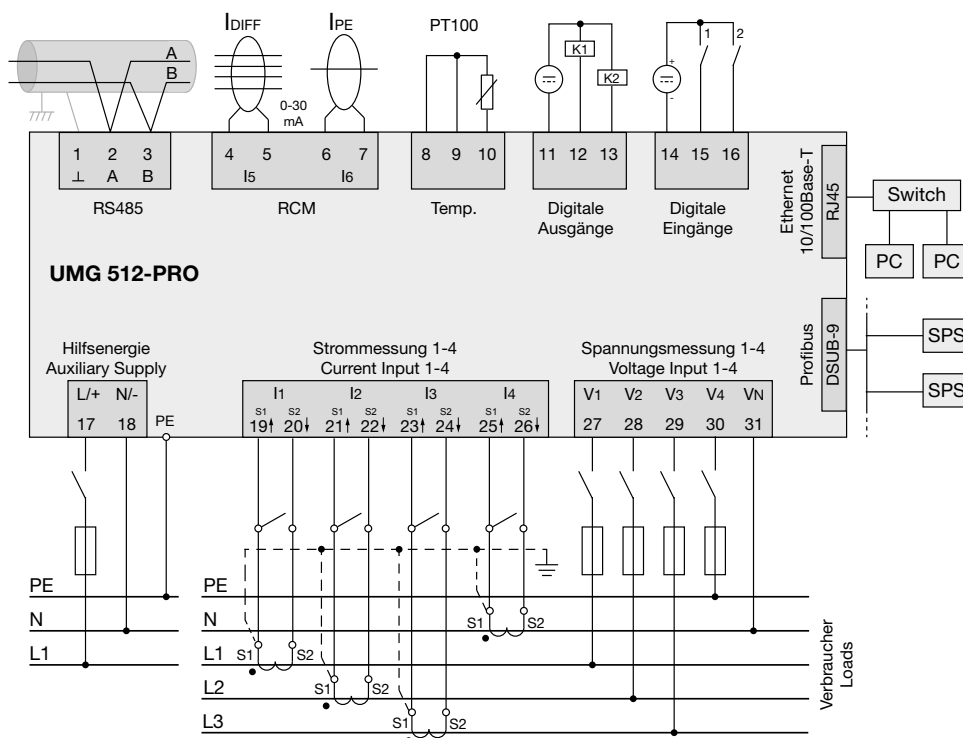 IDIFF
IPE
PT100
A
B
0-30
mA
K1
K2
+
-
1
2
1 2 3
⊥ A B
RS485
4 5 6 7
I5 I6
RCM
8 9 10
Temp.
11 12 13
Digitale
Ausgänge
14 15 16
Digitale
Eingänge
Ethernet
10/100Base-T
RJ45
Switch
PC
PC
UMG 512-PRO
Profibus
DSUB-9
SPS
SPS
Hilfsenergie
Auxiliary Supply
L/+ N/-
17 18
PE
Strommessung 1-4
Current Input 1-4
I1 I2 I3 I4
S1 S2 S1 S2 S1 S2 S1 S2
19 20 21 22 23 24 25 26
Spannungsmessung 1-4
Voltage Input 1-4
V1 V2 V3 V4 VN
27 28 29 30 31
PE
N
L1
PE
N
L1
L2
L3
S1 S2
S1 S2
S1 S2
S1 S2
Verbraucher
Loads